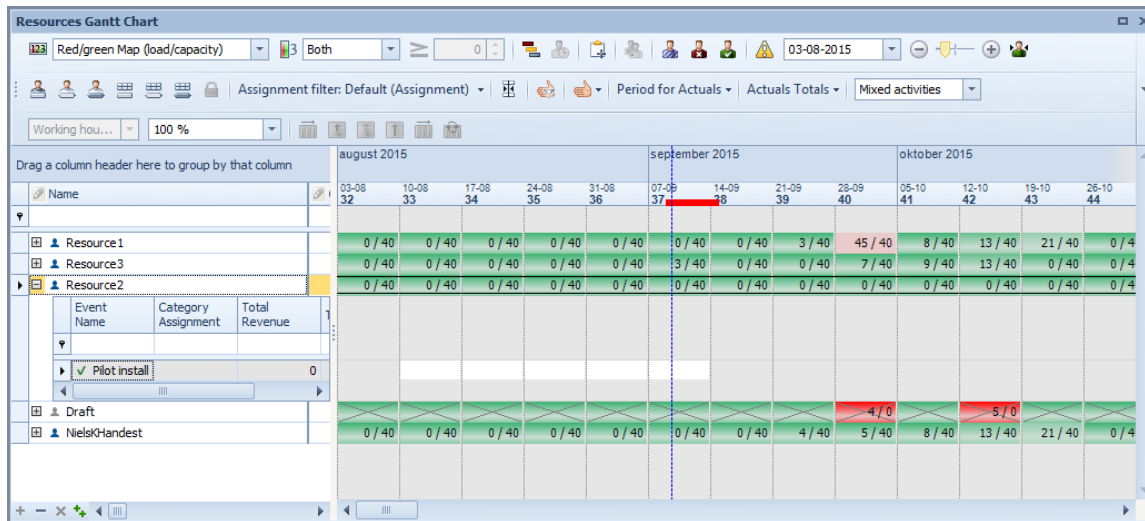 Resources Gantt Chart
123 Red/green Map (load/capacity) 3 Both ≥ 0 03-08-2015
Assignment filter: Default (Assignment) Period for Actuals Actuals Totals Mixed activities
Working hou... 100 %
Drag a column header here to group by that column august 2015 september 2015 oktober 2015
Name 03-08 10-08 17-08 24-08 31-08 07-09 14-09 21-09 28-09 05-10 12-10 19-10 26-10
32 33 34 35 36 37 38 39 40 41 42 43 44
Resource1 0 / 40 0 / 40 0 / 40 0 / 40 0 / 40 0 / 40 0 / 40 3 / 40 45 / 40 8 / 40 13 / 40 21 / 40 0 / 4
Resource3 0 / 40 0 / 40 0 / 40 0 / 40 0 / 40 3 / 40 0 / 40 0 / 40 7 / 40 9 / 40 13 / 40 0 / 40 0 / 4
Resource2 0 / 40 0 / 40 0 / 40 0 / 40 0 / 40 0 / 40 0 / 40 0 / 40 0 / 40 0 / 40 0 / 40 0 / 40 0 / 4
Event Category Total
Name Assignment Revenue
Pilot install 0
Draft 4 / 0 5 / 0
NielsKHandest 0 / 40 0 / 40 0 / 40 0 / 40 0 / 40 0 / 40 0 / 40 4 / 40 5 / 40 8 / 40 13 / 40 21 / 40 0 / 4